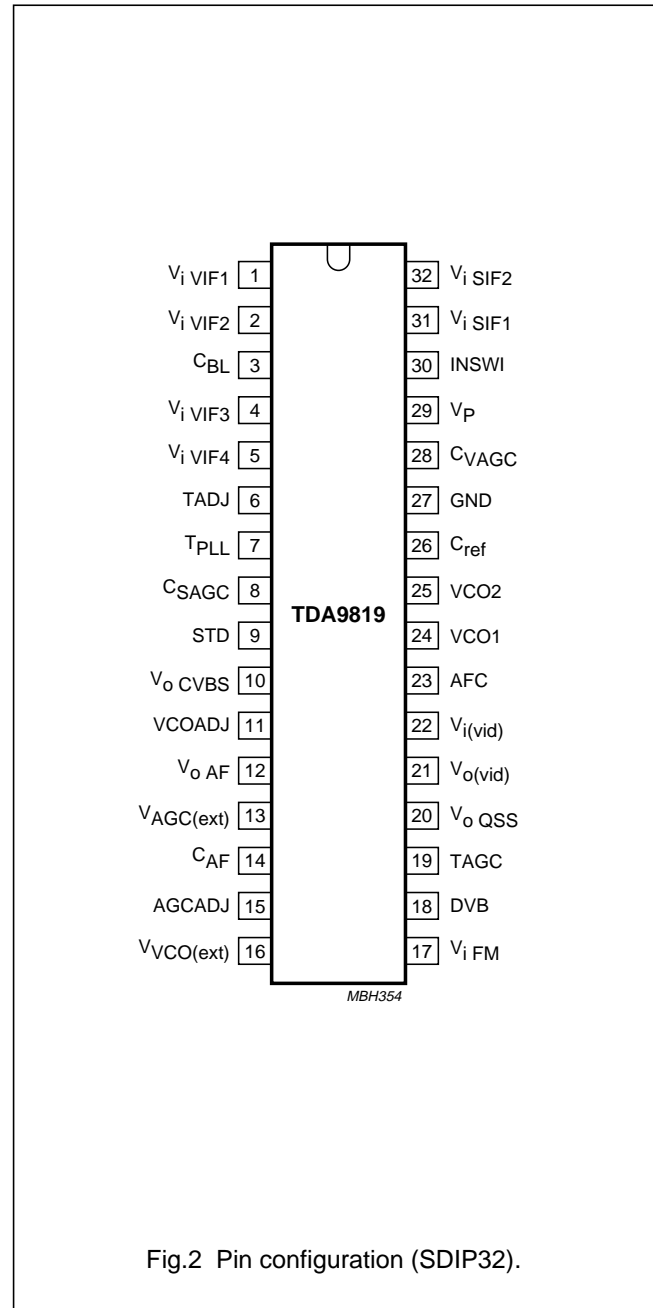 Vi VIF1 1 32 Vi SIF2
Vi VIF2 2 31 Vi SIF1
CBL 3 30 INSWI
Vi VIF3 4 29 VP
Vi VIF4 5 28 CVAGC
TADJ 6 27 GND
TPLL 7 26 Cref
CSAGC 8 25 VCO2
TDA9819
STD 9 24 VCO1
Vo CVBS 10 23 AFC
VCOADJ 11 22 Vi(vid)
Vo AF 12 21 Vo(vid)
VAGC(ext) 13 20 Vo QSS
CAF 14 19 TAGC
AGCADJ 15 18 DVB
VVCO(ext) 16 17 Vi FM
MBH354
Fig.2 Pin configuration (SDIP32).